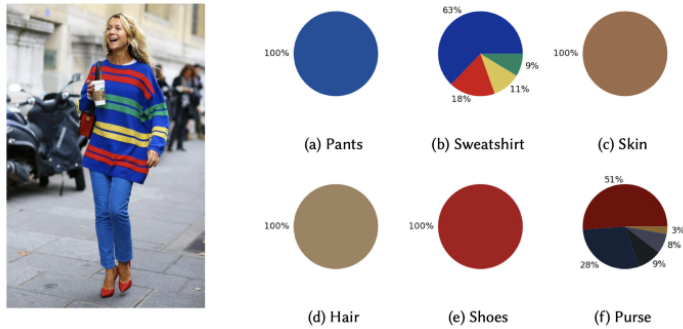 100%
63%
9%
11%
18%
100%
(a) Pants
(b) Sweatshirt
(c) Skin
100%
100%
51%
3%
8%
9%
28%
(d) Hair
(e) Shoes
(f) Purse